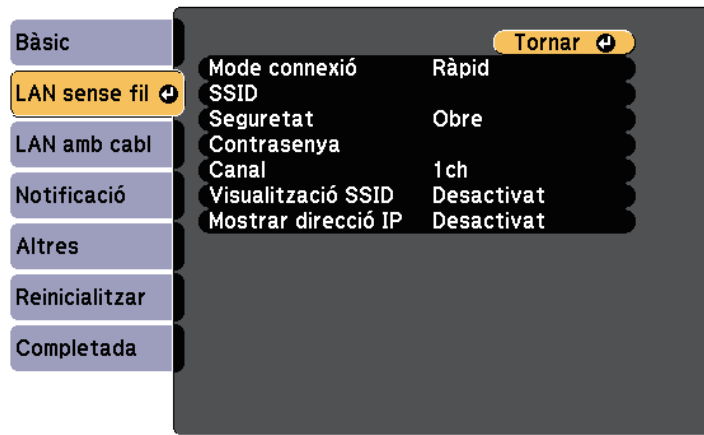 Bàsic
LAN sense fil
LAN amb cabl
Notificació
Altres
Reinicialitzar
Completada
Tornar
Mode connexió Ràpid
SSID
Seguretat Obre
Contrasenya
Canal 1ch
Visualització SSID Desactivat
Mostrar direcció IP Desactivat